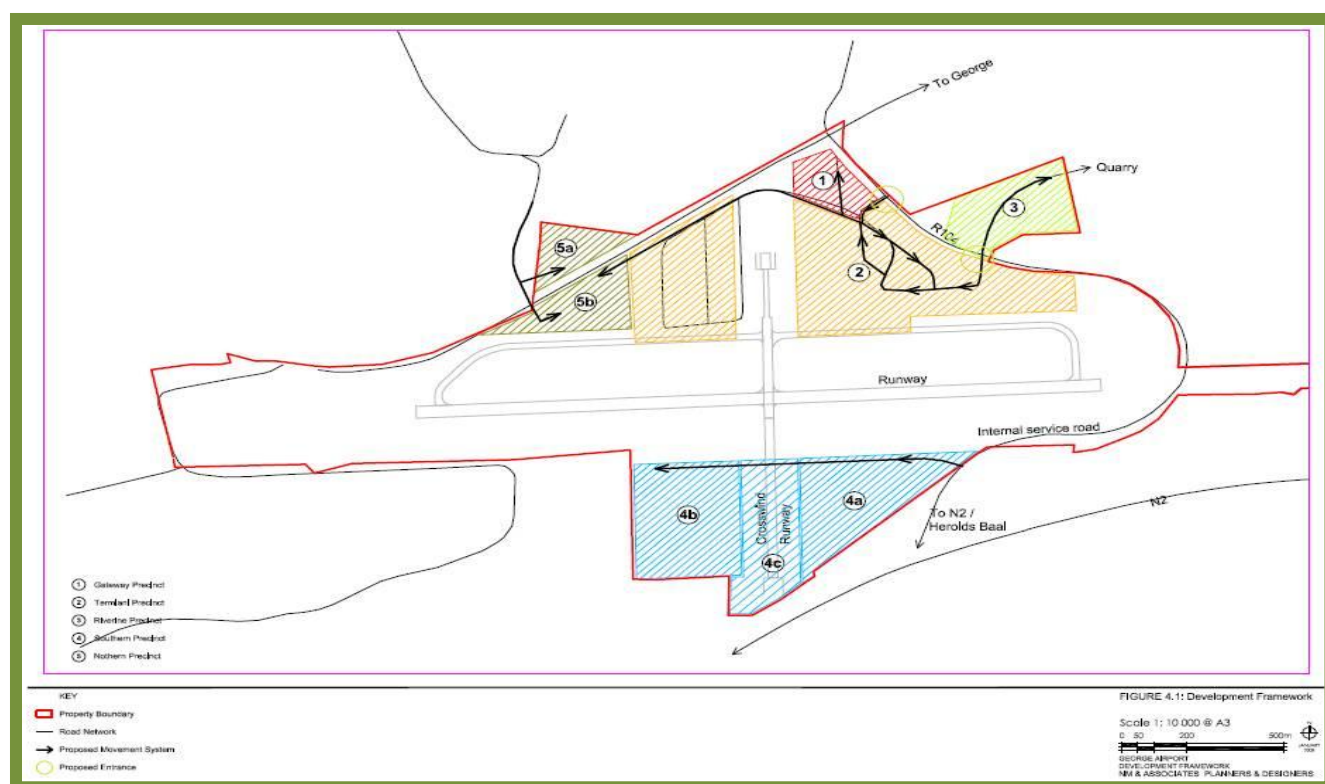 To George
1
Quarry
3
R102
5a
2
5b
Runway
Internal service road
4a
4b
Crosswind
Runway
To N2 /
Herolds Baai
N2
4c
1 Gateway Precinct
2 Terminal Precinct
3 Riverine Precinct
4 Southern Precinct
5 Nothern Precinct
KEY
Property Boundary
Road Network
Proposed Movement System
Proposed Entrance
FIGURE 4.1: Development Framework
Scale 1: 10 000 @ A3
0 50 200 500m
JANUARY
GEORGE AIRPORT
DEVELOPMENT FRAMEWORK
NM & ASSOCIATES PLANNERS & DESIGNERS